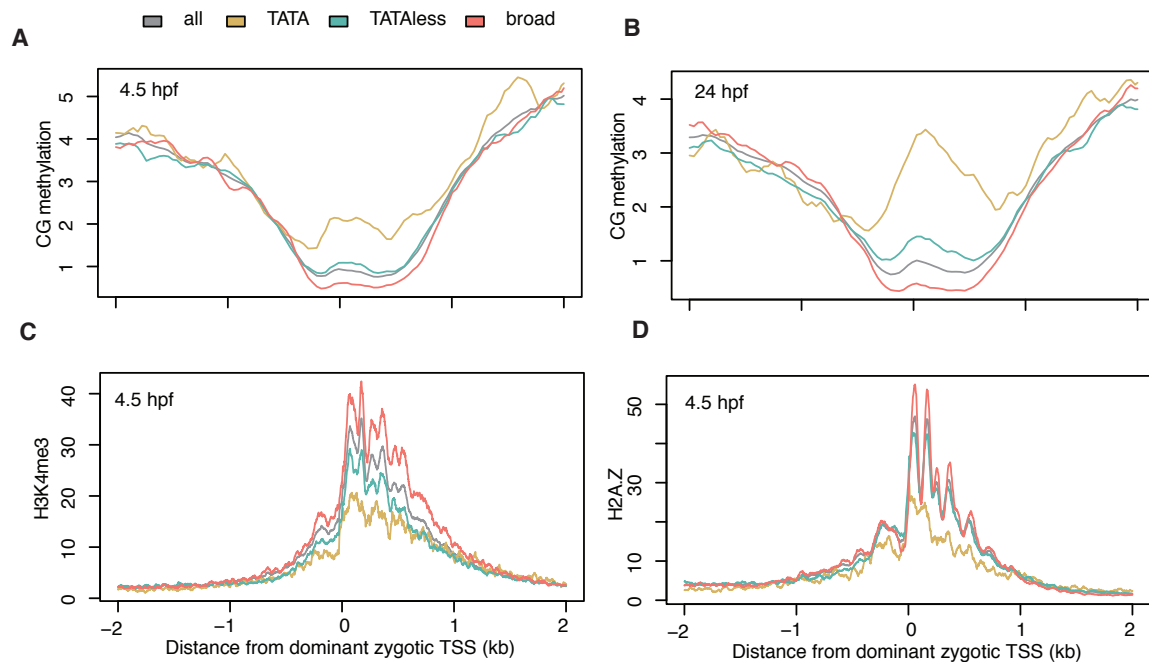 all TATA TATAless broad
A
4.5 hpf
CG methylation
1 2 3 4 5
B
24 hpf
CG methylation
1 2 3 4
C
4.5 hpf
H3K4me3
0 10 20 30 40
−2 −1 0 1 2
Distance from dominant zygotic TSS (kb)
D
4.5 hpf
H2A.Z
0 10 30 50
−2 −1 0 1 2
Distance from dominant zygotic TSS (kb)